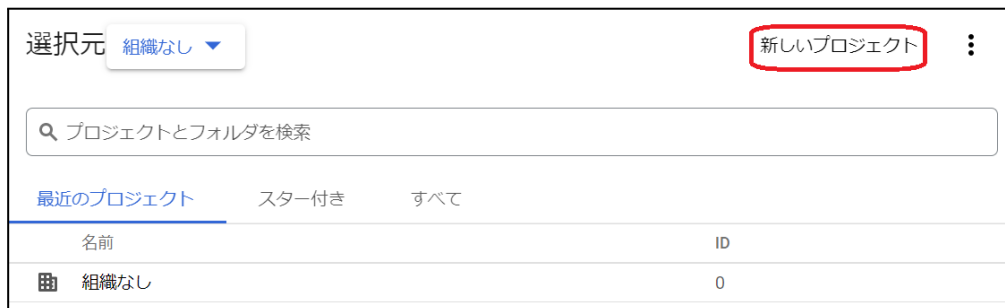 選択元 組織なし 新しいプロジェクト
プロジェクトとフォルダを検索
最近のプロジェクト スター付き すべて
名前 ID
組織なし 0